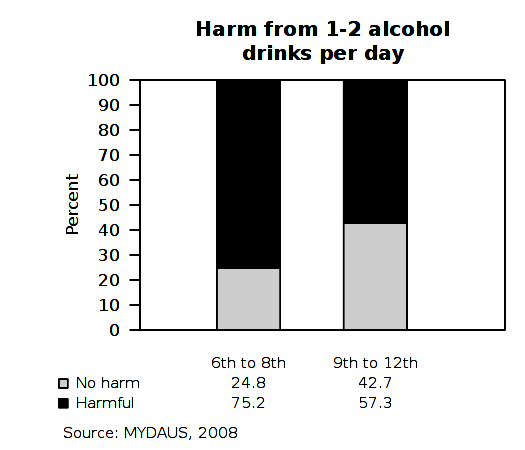 Harm from 1-2 alcohol
drinks per day
Percent
100
90
80
70
60
50
40
30
20
10
0
6th to 8th 9th to 12th
No harm 24.8 42.7
Harmful 75.2 57.3
Source: MYDAUS, 2008